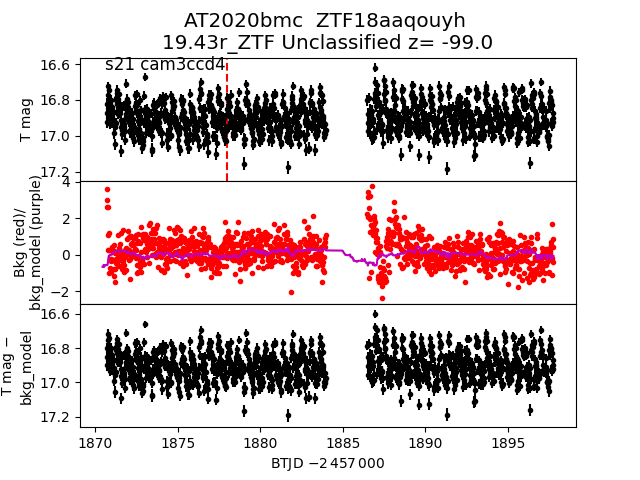 AT2020bmc  ZTF18aaqouyh
19.43r_ZTF Unclassified z= -99.0
s21 cam3ccd4
16.6
16.8
17.0
17.2
T mag
4
2
0
−2
Bkg (red)/
bkg_model (purple)
16.6
16.8
17.0
17.2
T mag −
bkg_model
1870 1875 1880 1885 1890 1895
BTJD −2 457 000